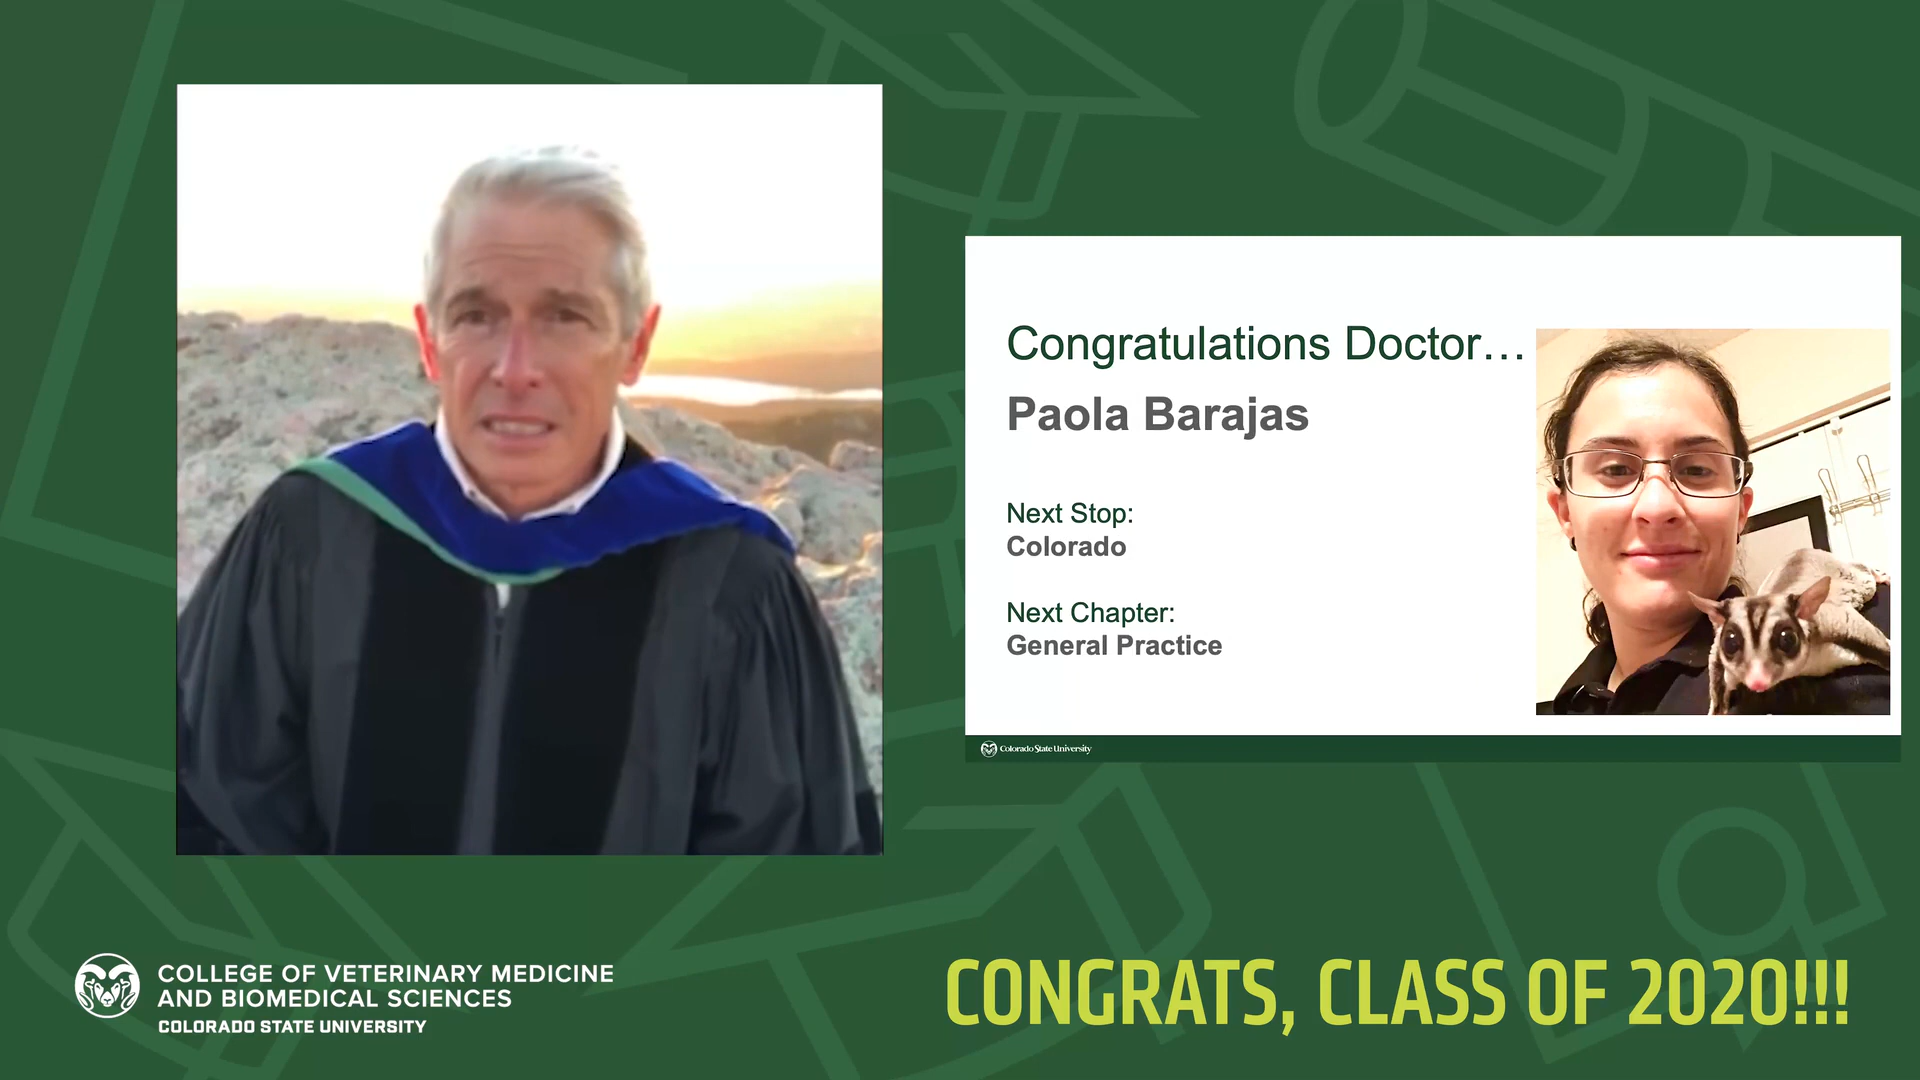 Congratulations Doctor…
Paola Barajas
Next Stop:
Colorado
Next Chapter:
General Practice
Colorado State University
COLLEGE OF VETERINARY MEDICINE
AND BIOMEDICAL SCIENCES
COLORADO STATE UNIVERSITY
CONGRATS, CLASS OF 2020!!!